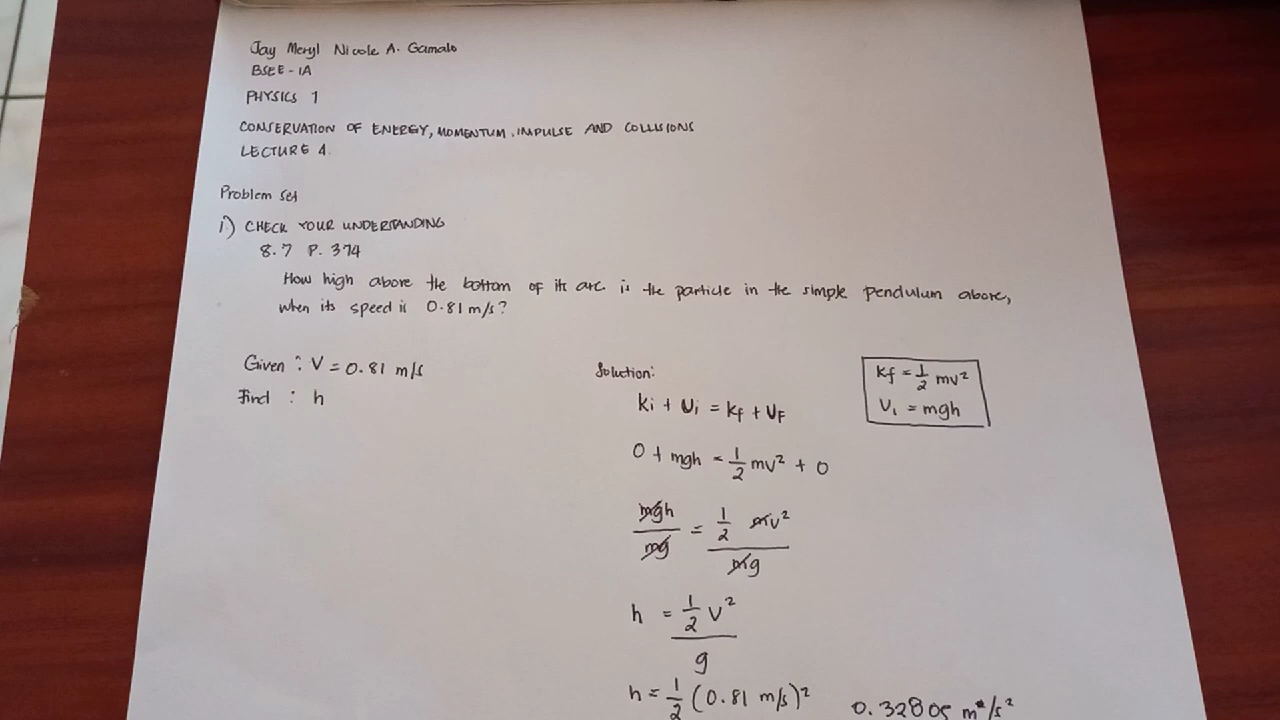 Jay Meryl Nicole A. Gamalo
BSEE - 1A
PHYSICS 1
CONSERVATION OF ENERGY, MOMENTUM, IMPULSE AND COLLISIONS
LECTURE 4.
Problem Set
1.) CHECK YOUR UNDERSTANDING
8.7 P. 374
How high above the bottom of its arc is the particle in the simple pendulum above,
when its speed is 0.81 m/s?
Given : V = 0.81 m/s
Find : h
Solution:
Ki + Ui = Kf + UF
0 + mgh = 1/2 mv² + 0
mgh/mg = 1/2 mv²/mg
h = 1/2 v²/g
h = 1/2 (0.81 m/s)² 0.32805 m²/s²
Kf = 1/2 mv²
Ui = mgh